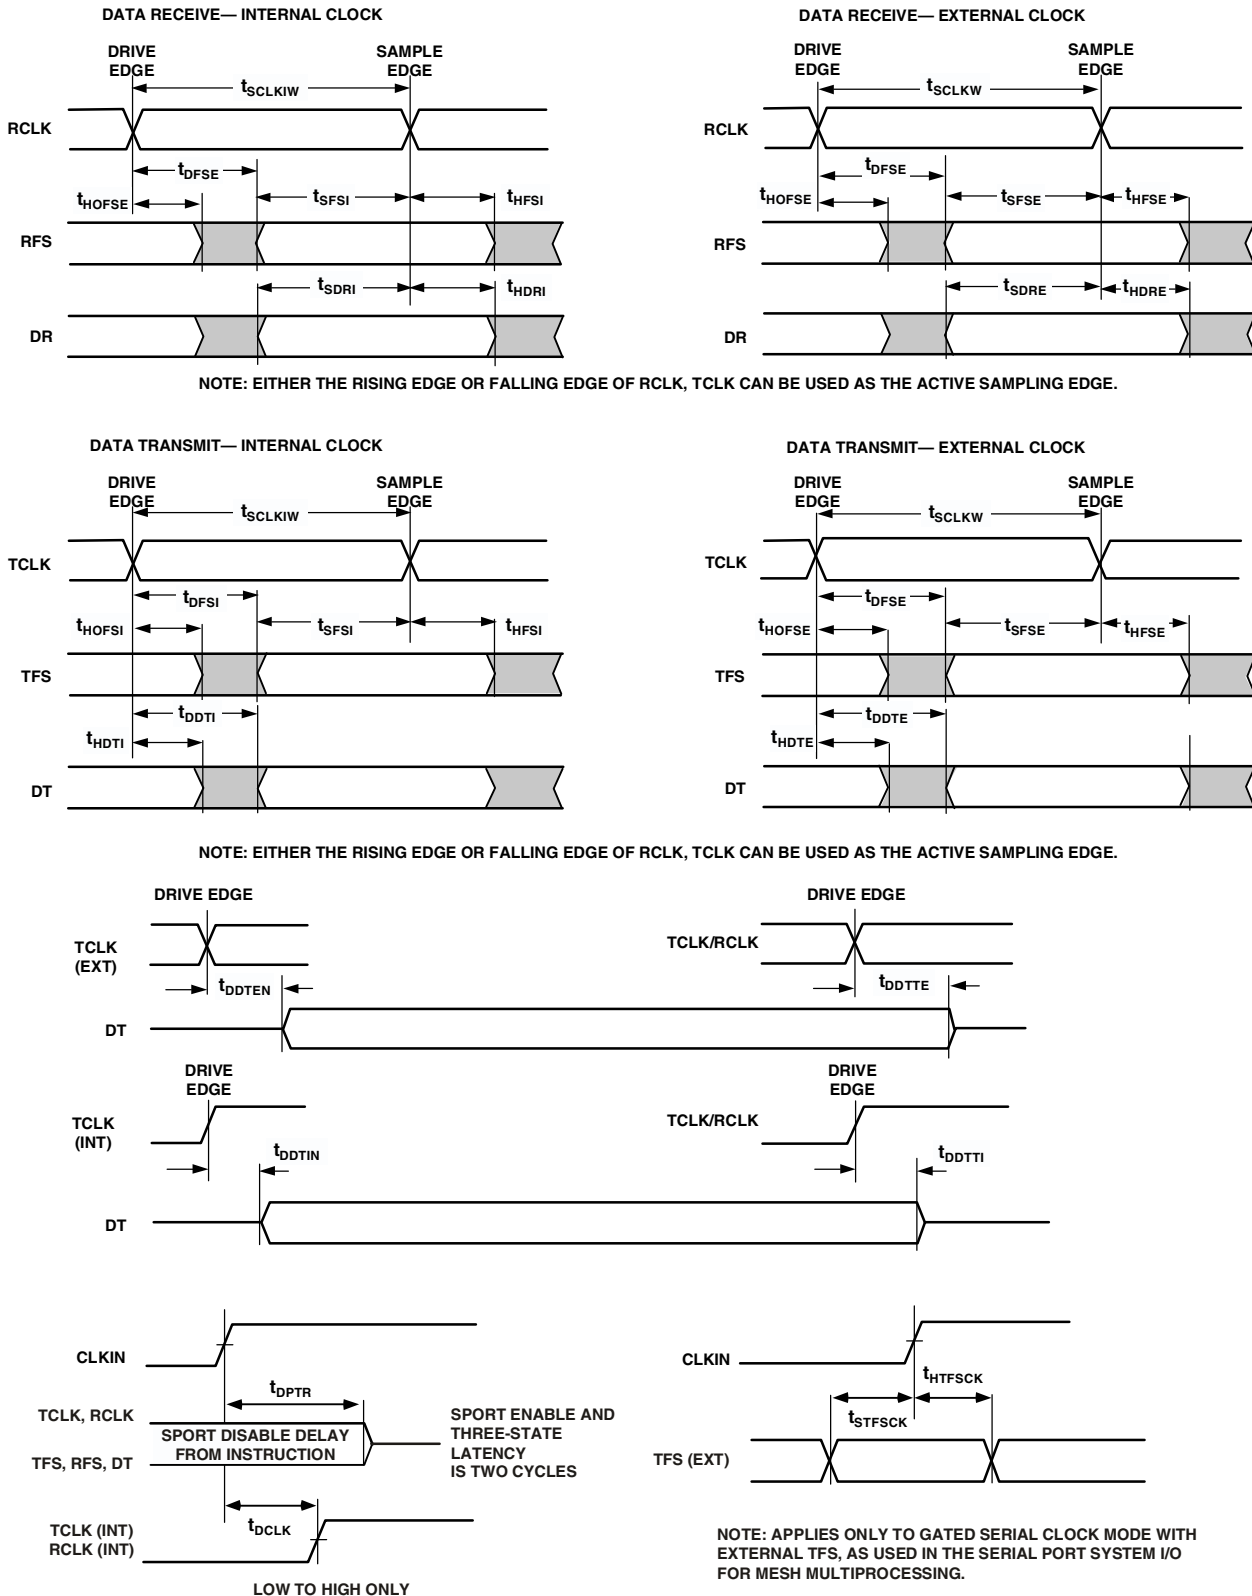 DATA RECEIVE— INTERNAL CLOCK
DRIVE
EDGE
SAMPLE
EDGE
tSCLKIW
RCLK
tDFSE
tHOFSE
tSFSI
tHFSI
RFS
tSDRI
tHDRI
DR
DATA RECEIVE— EXTERNAL CLOCK
DRIVE
EDGE
SAMPLE
EDGE
tSCLKW
RCLK
tDFSE
tHOFSE
tSFSE
tHFSE
RFS
tSDRE
tHDRE
DR
NOTE: EITHER THE RISING EDGE OR FALLING EDGE OF RCLK, TCLK CAN BE USED AS THE ACTIVE SAMPLING EDGE.
DATA TRANSMIT— INTERNAL CLOCK
DRIVE
EDGE
SAMPLE
EDGE
tSCLKIW
TCLK
tDFSI
tHOFSI
tSFSI
tHFSI
TFS
tDDTI
tHDTI
DT
DATA TRANSMIT— EXTERNAL CLOCK
DRIVE
EDGE
SAMPLE
EDGE
tSCLKW
TCLK
tDFSE
tHOFSE
tSFSE
tHFSE
TFS
tDDTE
tHDTE
DT
NOTE: EITHER THE RISING EDGE OR FALLING EDGE OF RCLK, TCLK CAN BE USED AS THE ACTIVE SAMPLING EDGE.
DRIVE EDGE
DRIVE EDGE
TCLK
(EXT)
TCLK/RCLK
tDDTEN
tDDTTE
DT
DRIVE
EDGE
DRIVE
EDGE
TCLK
(INT)
TCLK/RCLK
tDDTIN
tDDTTI
DT
CLKIN
tDPTR
TCLK, RCLK
SPORT DISABLE DELAY
FROM INSTRUCTION
TFS, RFS, DT
SPORT ENABLE AND
THREE-STATE
LATENCY
IS TWO CYCLES
tDCLK
TCLK (INT)
RCLK (INT)
LOW TO HIGH ONLY
CLKIN
tHTFSCK
tSTFSCK
TFS (EXT)
NOTE: APPLIES ONLY TO GATED SERIAL CLOCK MODE WITH
EXTERNAL TFS, AS USED IN THE SERIAL PORT SYSTEM I/O
FOR MESH MULTIPROCESSING.